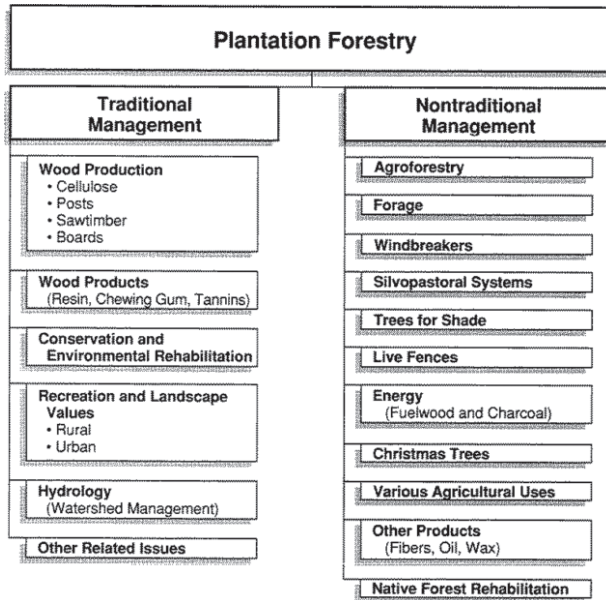 Plantation Forestry
Traditional
Management
Wood Production
• Cellulose
• Posts
• Sawtimber
• Boards
Wood Products
(Resin, Chewing Gum, Tannins)
Conservation and
Environmental Rehabilitation
Recreation and Landscape
Values
• Rural
• Urban
Hydrology
(Watershed Management)
Other Related Issues
Nontraditional
Management
Agroforestry
Forage
Windbreakers
Silvopastoral Systems
Trees for Shade
Live Fences
Energy
(Fuelwood and Charcoal)
Christmas Trees
Various Agricultural Uses
Other Products
(Fibers, Oil, Wax)
Native Forest Rehabilitation